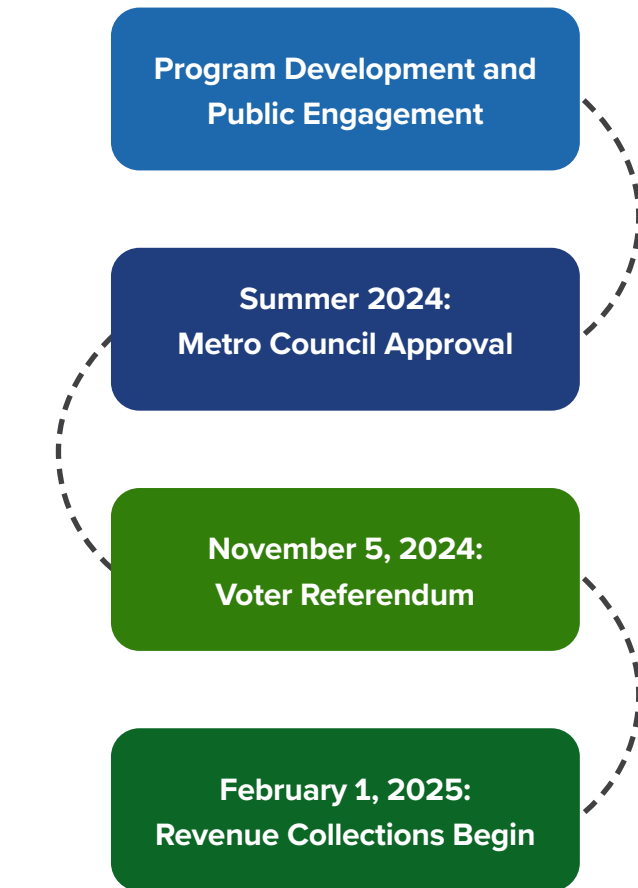 Program Development and
Public Engagement
Summer 2024:
Metro Council Approval
November 5, 2024:
Voter Referendum
February 1, 2025:
Revenue Collections Begin